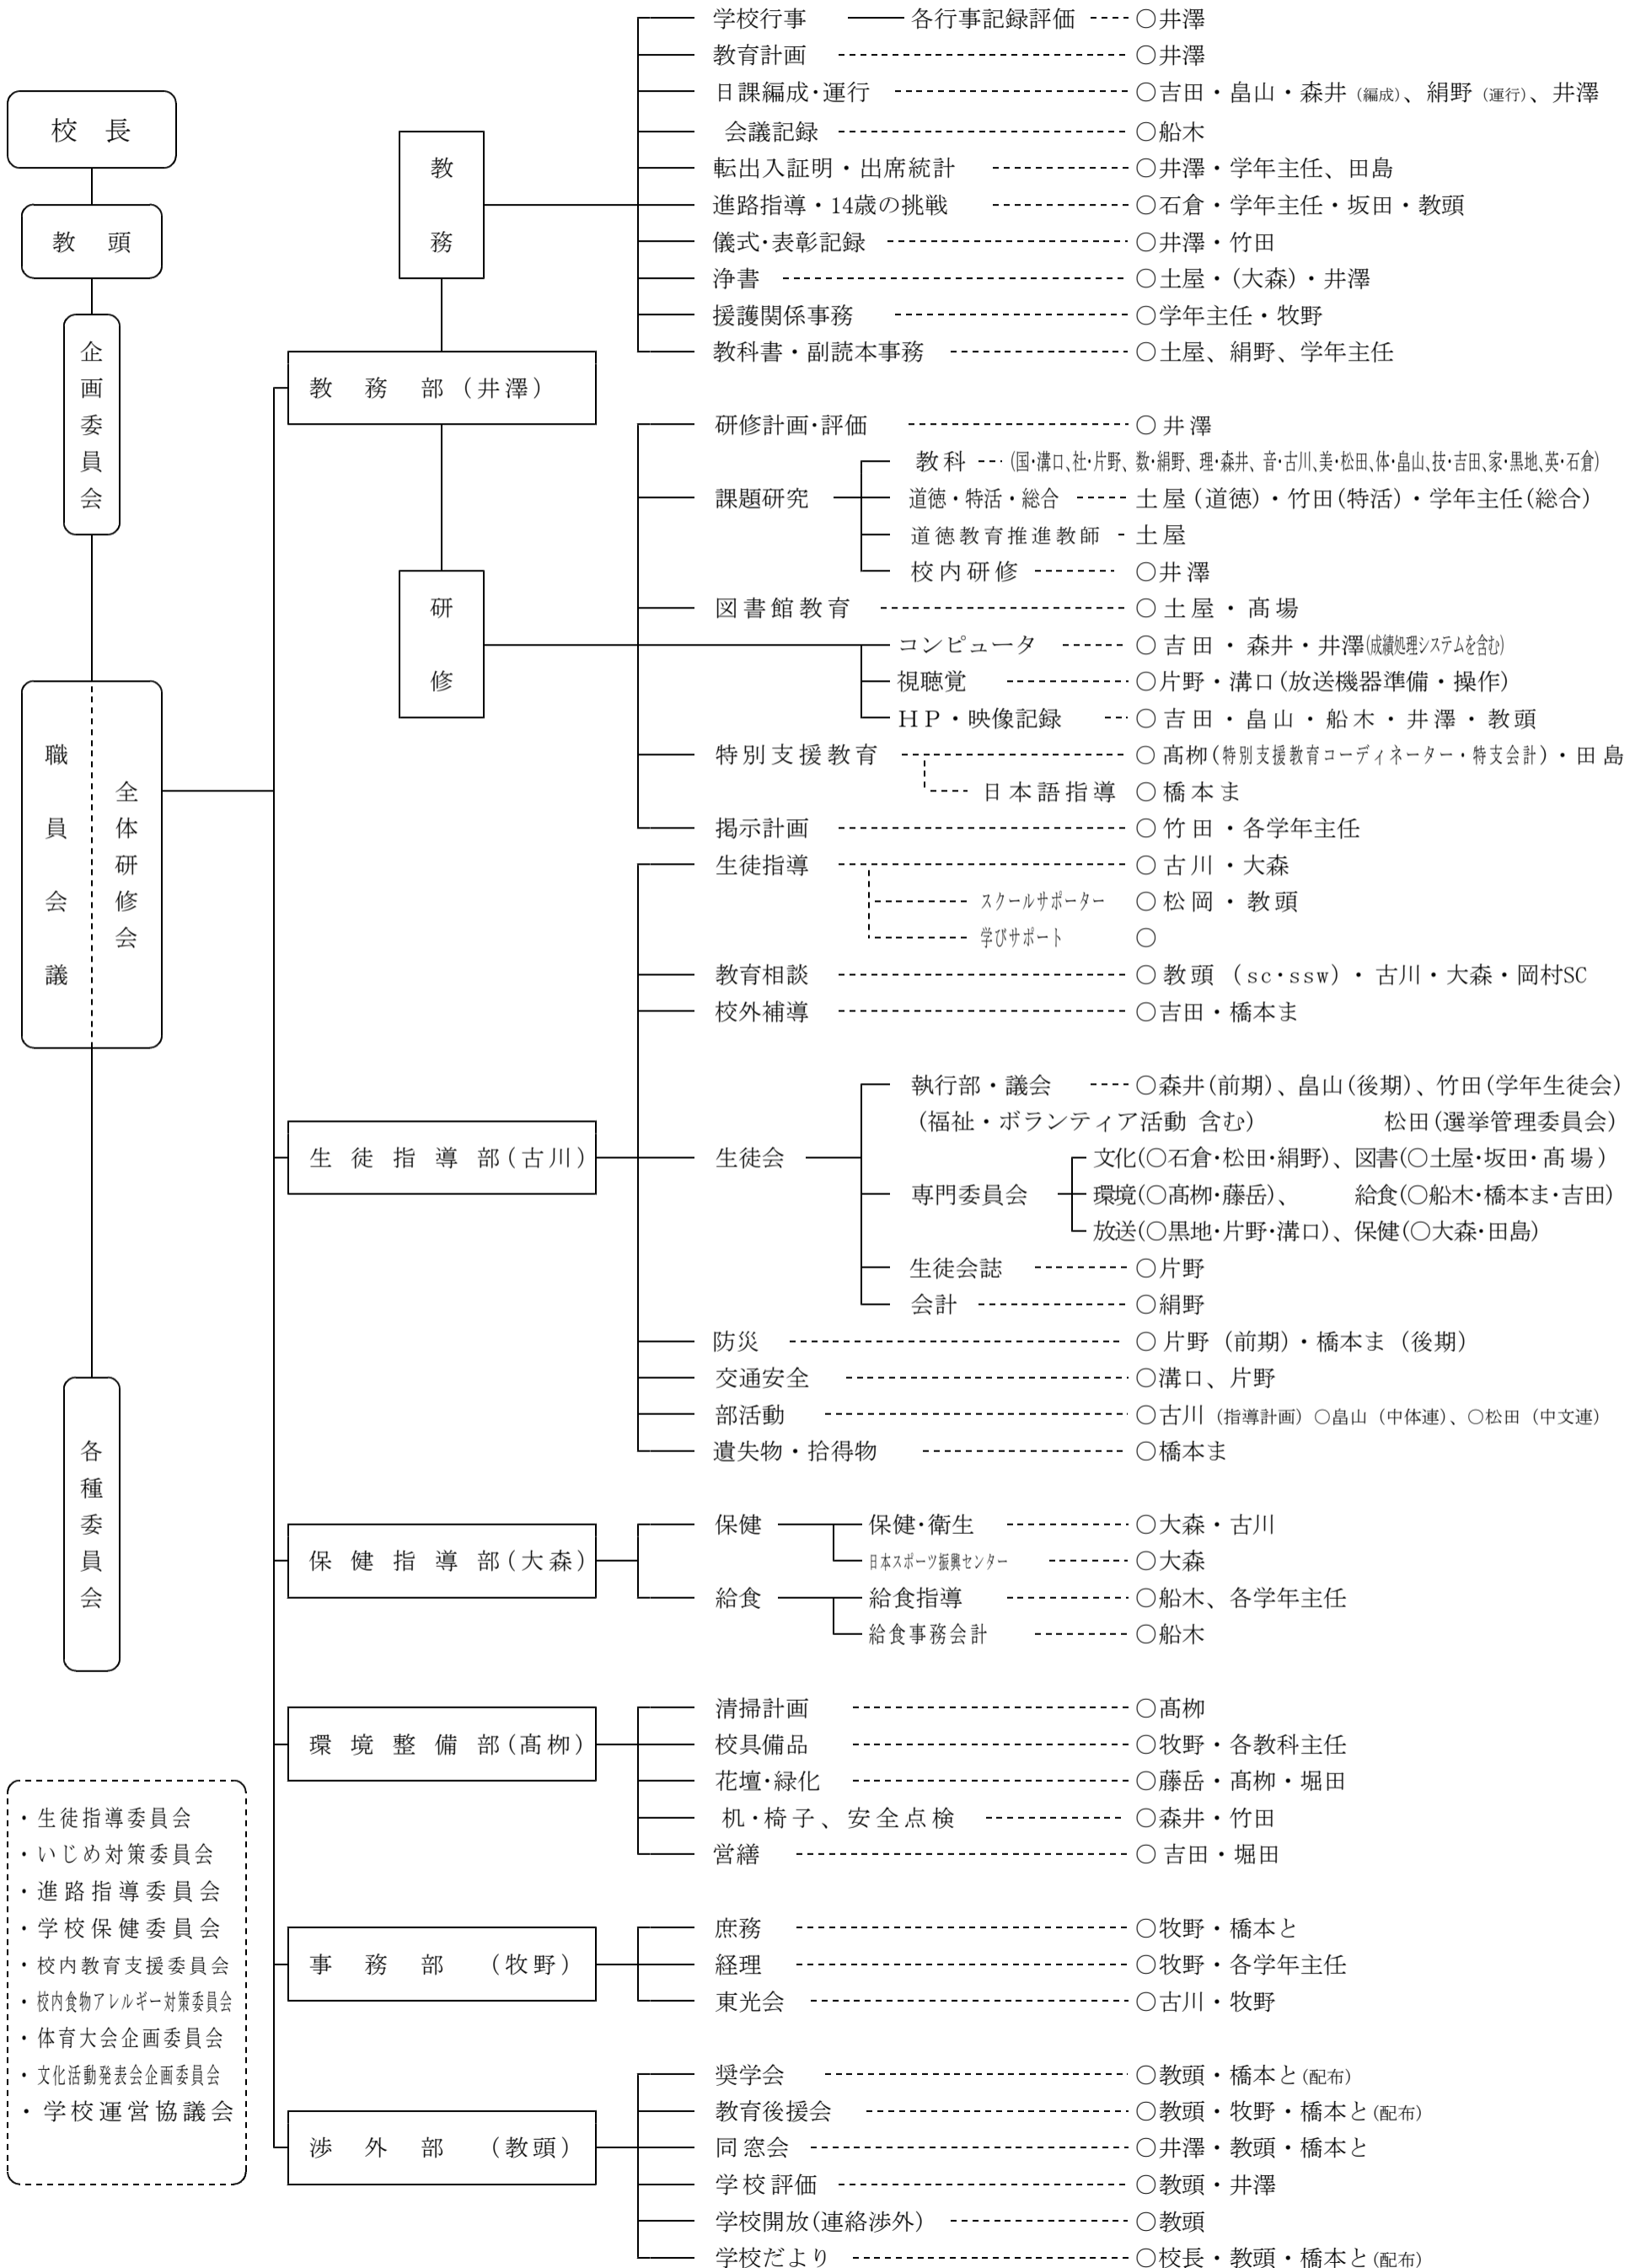 校長
教頭
企画委員会
職員会議
全体研修会
各種委員会
・生徒指導委員会
・いじめ対策委員会
・進路指導委員会
・学校保健委員会
・校内教育支援委員会
・校内食物アレルギー対策委員会
・体育大会企画委員会
・文化活動発表会企画委員会
・学校運営協議会
教務部(井澤)
教務
学校行事 各行事記録評価 ○井澤
教育計画 ○井澤
日課編成・運行 ○吉田・畠山・森井(編成)、絹野(運行)、井澤
会議記録 ○船木
転出入証明・出席統計 ○井澤・学年主任、田島
進路指導・14歳の挑戦 ○石倉・学年主任・坂田・教頭
儀式・表彰記録 ○井澤・竹田
浄書 ○土屋・(大森)・井澤
援護関係事務 ○学年主任・牧野
教科書・副読本事務 ○土屋、絹野、学年主任
研修
研修計画・評価 ○井澤
課題研究
教科 (国・溝口、社・片野、数・絹野、理・森井、音・古川、美・松田、体・畠山、技・吉田、家・黒地、英・石倉)
道徳・特活・総合 土屋(道徳)・竹田(特活)・学年主任(総合)
道徳教育推進教師 土屋
校内研修 ○井澤
図書館教育 ○土屋・髙場
コンピュータ ○吉田・森井・井澤(成績処理システムを含む)
視聴覚 ○片野・溝口(放送機器準備・操作)
HP・映像記録 ○吉田・畠山・船木・井澤・教頭
特別支援教育 ○髙栁(特別支援教育コーディネーター・特支会計)・田島
日本語指導 ○橋本ま
掲示計画 ○竹田・各学年主任
生徒指導部(古川)
生徒指導 ○古川・大森
スクールサポーター ○松岡・教頭
学びサポート ○
教育相談 ○教頭(sc・ssw)・古川・大森・岡村SC
校外補導 ○吉田・橋本ま
生徒会
執行部・議会 ○森井(前期)、畠山(後期)、竹田(学年生徒会)
(福祉・ボランティア活動 含む) 松田(選挙管理委員会)
専門委員会
文化(○石倉・松田・絹野)、図書(○土屋・坂田・髙場)
環境(○髙栁・藤岳)、 給食(○船木・橋本ま・吉田)
放送(○黒地・片野・溝口)、保健(○大森・田島)
生徒会誌 ○片野
会計 ○絹野
防災 ○片野(前期)・橋本ま(後期)
交通安全 ○溝口、片野
部活動 ○古川(指導計画)○畠山(中体連)、○松田(中文連)
遺失物・拾得物 ○橋本ま
保健指導部(大森)
保健 保健・衛生 ○大森・古川
日本スポーツ振興センター ○大森
給食 給食指導 ○船木、各学年主任
給食事務会計 ○船木
環境整備部(髙栁)
清掃計画 ○髙栁
校具備品 ○牧野・各教科主任
花壇・緑化 ○藤岳・髙栁・堀田
机・椅子、安全点検 ○森井・竹田
営繕 ○吉田・堀田
事務部 (牧野)
庶務 ○牧野・橋本と
経理 ○牧野・各学年主任
東光会 ○古川・牧野
渉外部 (教頭)
奨学会 ○教頭・橋本と(配布)
教育後援会 ○教頭・牧野・橋本と(配布)
同窓会 ○井澤・教頭・橋本と
学校評価 ○教頭・井澤
学校開放(連絡渉外) ○教頭
学校だより ○校長・教頭・橋本と(配布)